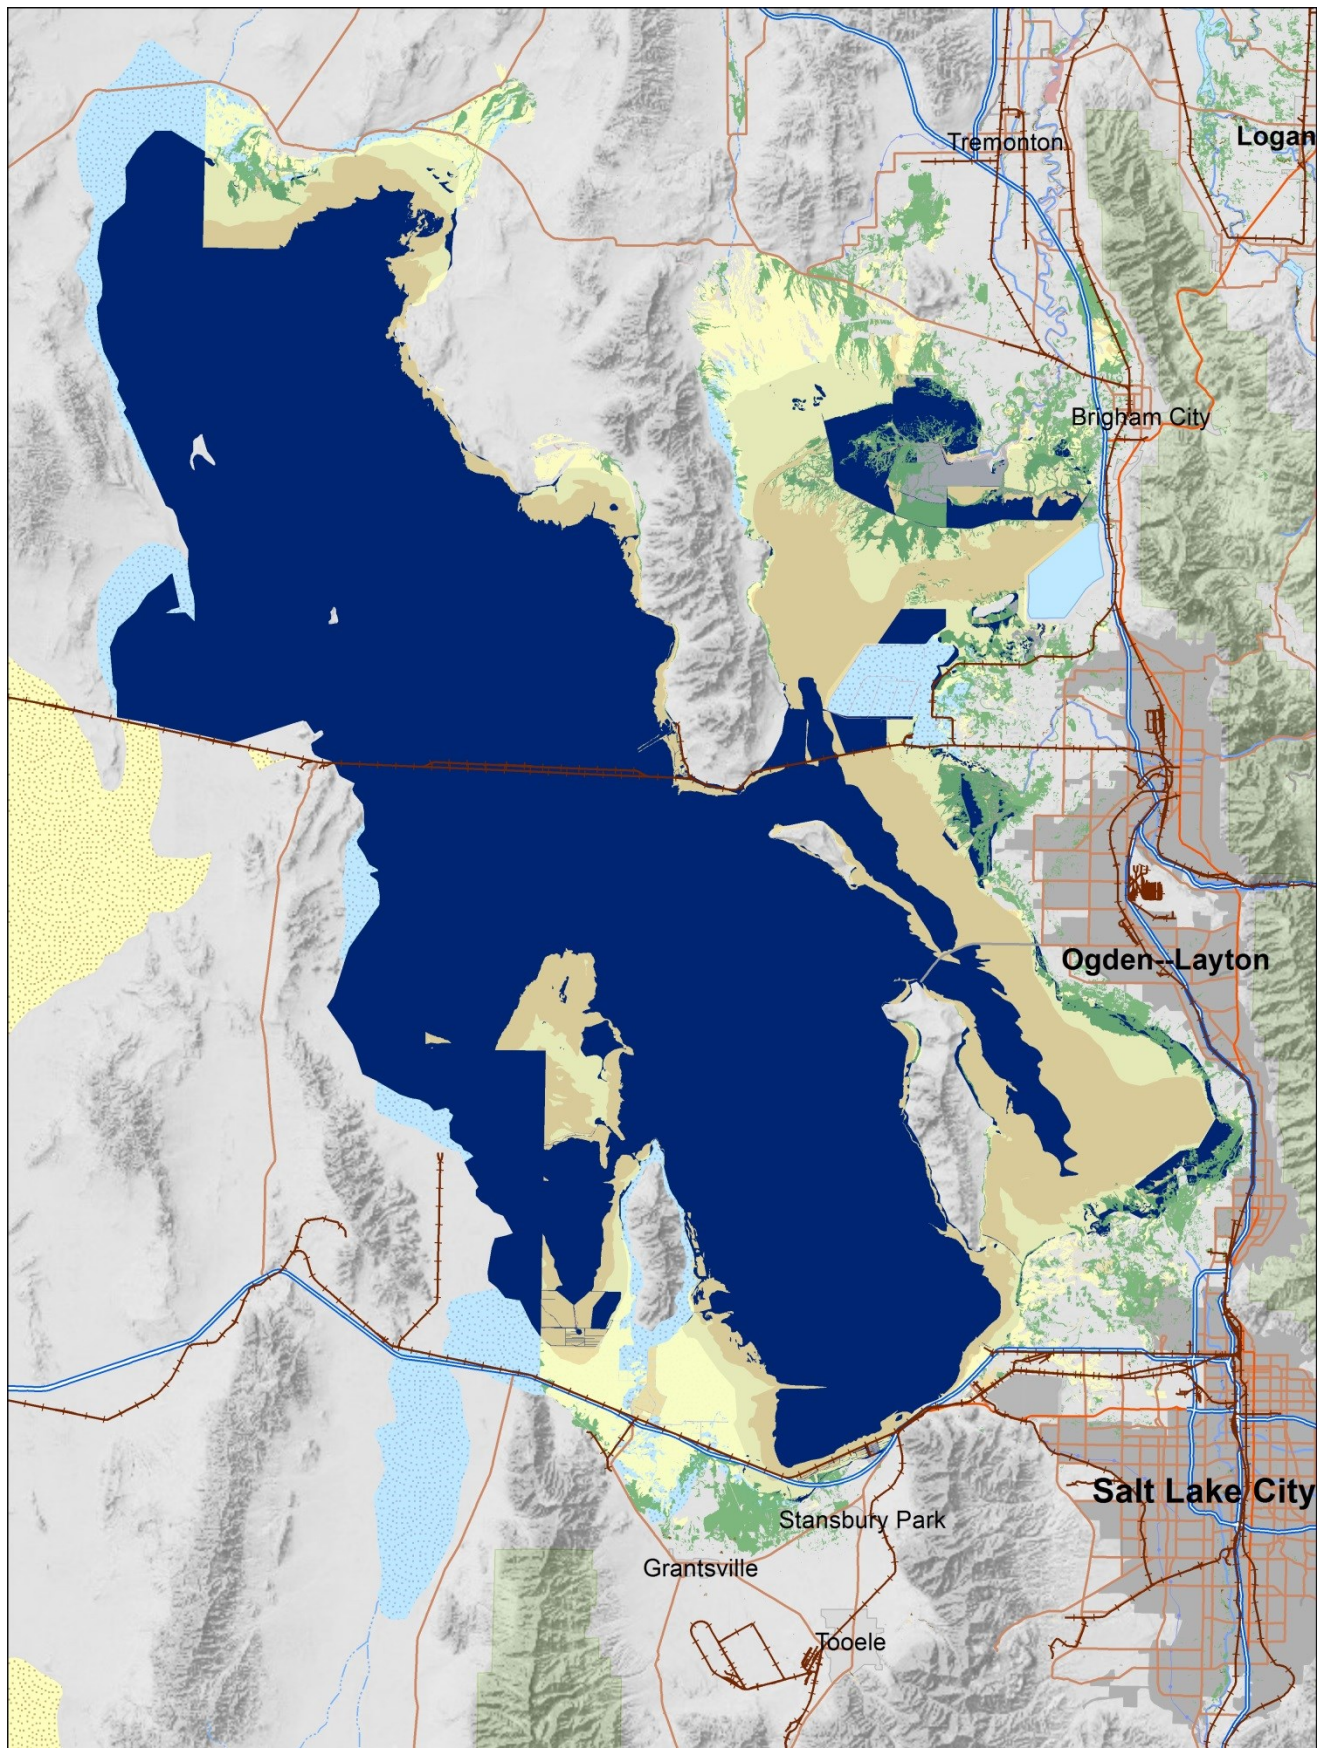 Logan
Tremonton
Brigham City
Ogden--Layton
Salt Lake City
Stansbury Park
Grantsville
Tooele